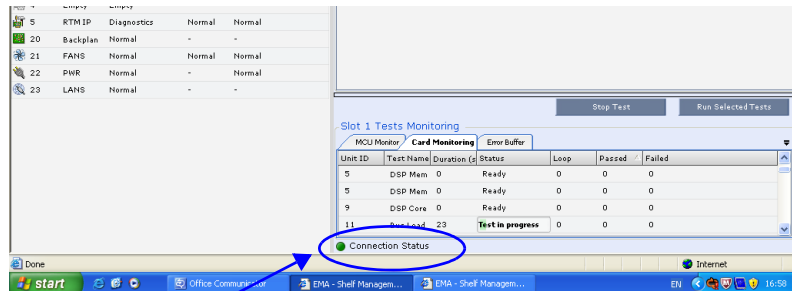 4 Empty Empty
5 RTM IP Diagnostics Normal Normal
20 Backplan Normal - -
21 FANS Normal Normal Normal
22 PWR Normal - Normal
23 LANS Normal - -
Stop Test Run Selected Tests
Slot 1 Tests Monitoring
MCU Monitor Card Monitoring Error Buffer
Unit ID Test Name Duration (s Status Loop Passed Failed
5 DSP Mem 0 Ready 0 0 0
5 DSP Mem 0 Ready 0 0 0
9 DSP Core 0 Ready 0 0 0
11 Load 23 Test in progress 0 0 0
Connection Status
Done Internet
start Office Communicator EMA - Shelf Managem... EMA - Shelf Managem... EN 16:58